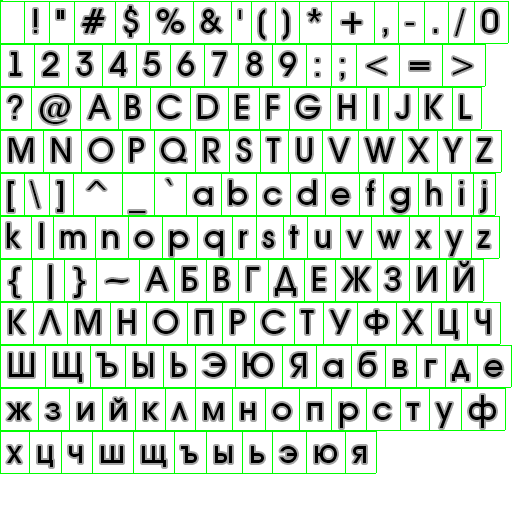 ! " # $ % & ' ( ) * + , - . / 0
1 2 3 4 5 6 7 8 9 : ; < = >
? @ A B C D E F G H I J K L
M N O P Q R S T U V W X Y Z
[ \ ] ^ _ ` a b c d e f g h i j
k l m n o p q r s t u v w x y z
{ | } ~ А Б В Г Д Е Ж З И Й
К Л М Н О П Р С Т У Ф Х Ц Ч
Ш Щ Ъ Ы Ь Э Ю Я а б в г д е
ж з и й к л м н о п р с т у ф
х ц ч ш щ ъ ы ь э ю я